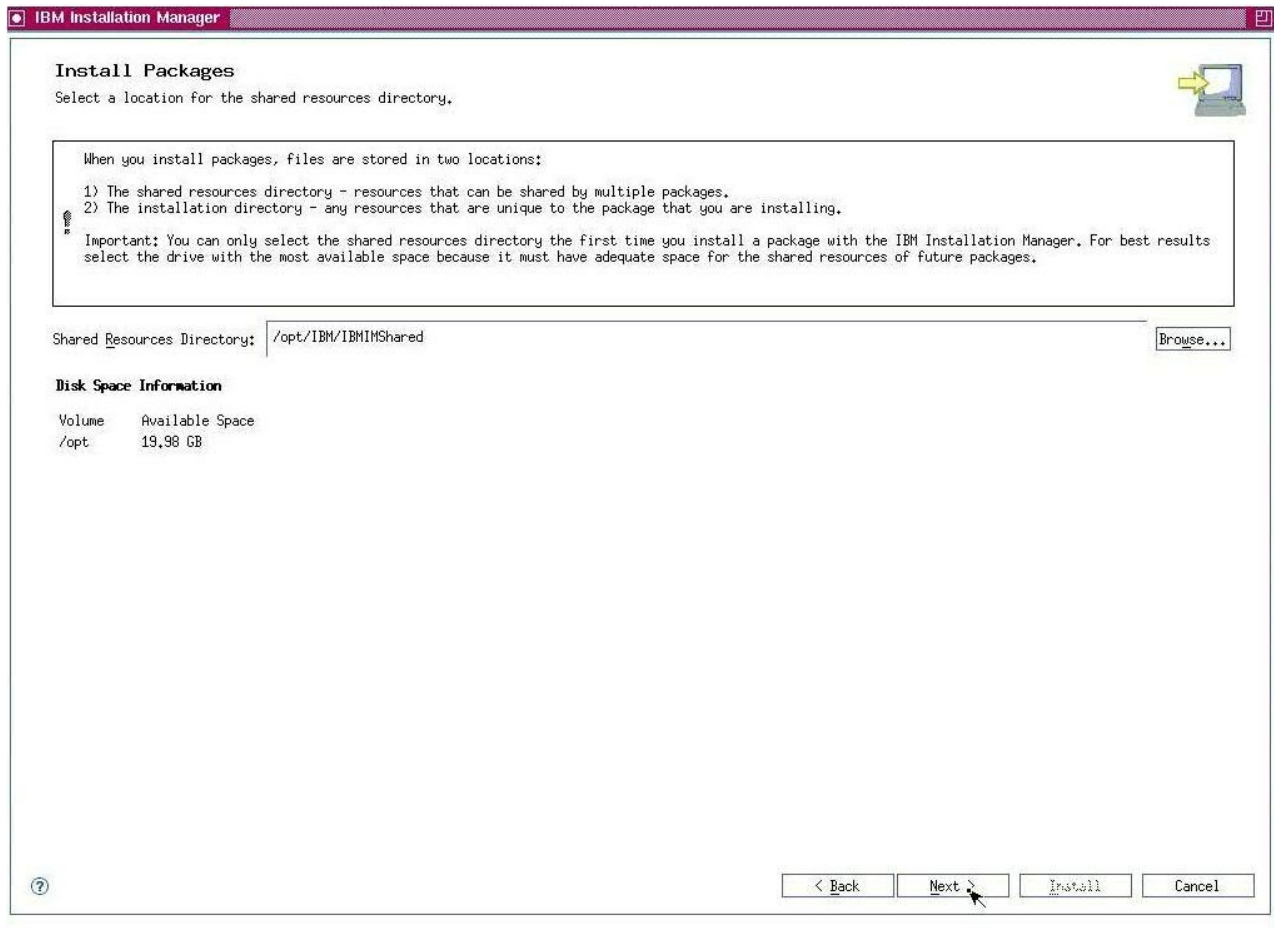 IBM Installation Manager
Install Packages
Select a location for the shared resources directory.
When you install packages, files are stored in two locations:
1) The shared resources directory - resources that can be shared by multiple packages.
2) The installation directory - any resources that are unique to the package that you are installing.
Important: You can only select the shared resources directory the first time you install a package with the IBM Installation Manager. For best results
select the drive with the most available space because it must have adequate space for the shared resources of future packages.
Shared Resources Directory: /opt/IBM/IBMIMShared Browse...
Disk Space Information
Volume Available Space
/opt 19.98 GB
? < Back Next > Install Cancel